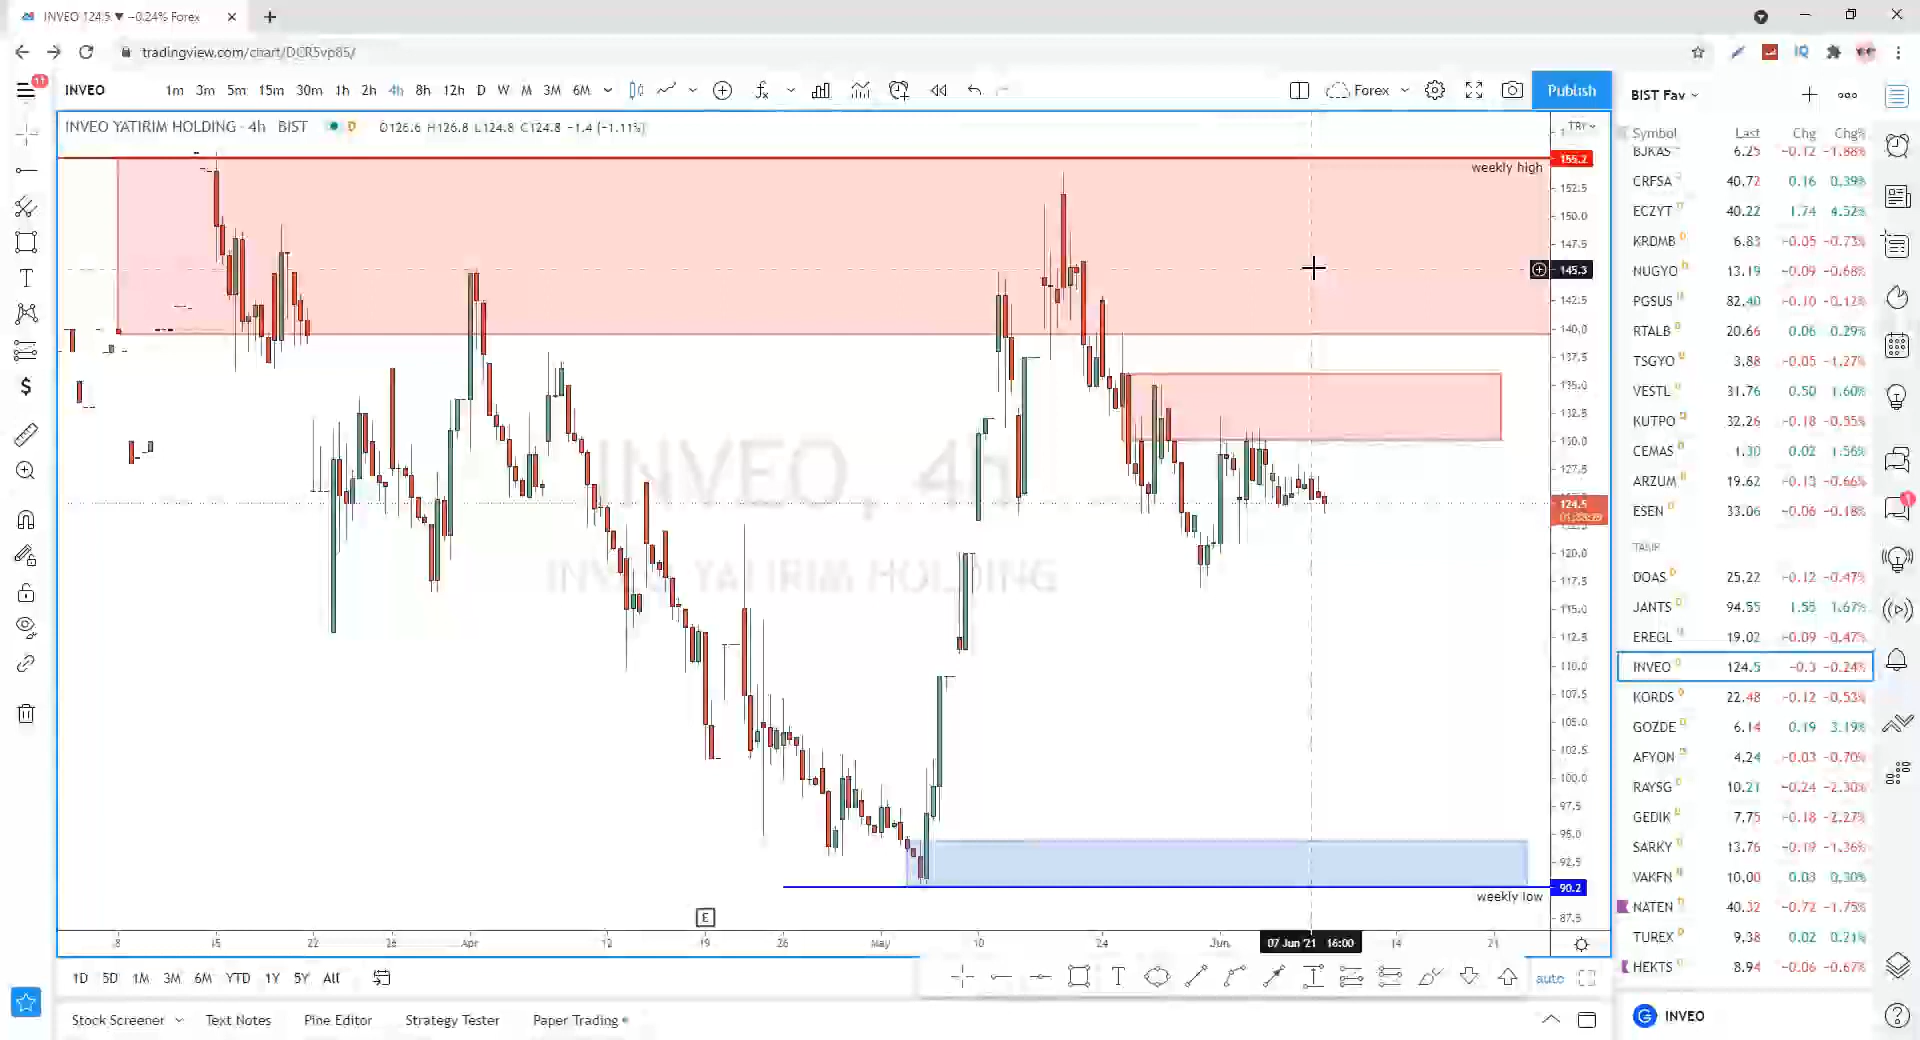 INVEO 124.5 ▼ −0.24% Forex
tradingview.com/chart/DCR5vp85/
11
INVEO 1m 3m 5m 15m 30m 1h 2h 4h 8h 12h D W M 3M 6M Forex Publish
INVEO YATIRIM HOLDING · 4h BIST D O126.6 H126.8 L124.8 C124.8 −1.4 (−1.11%)
TRY
155.2
weekly high
152.5
150.0
147.5
145.3
142.5
140.0
137.5
135.0
132.5
130.0
127.5
124.5
122.5
120.0
117.5
115.0
112.5
110.0
107.5
105.0
102.5
100.0
97.5
95.0
92.5
90.2
weekly low
87.5
INVEO, 4h
INVEO YATIRIM HOLDING
E
8 15 22 26 Apr 12 19 26 May 10 24 Jun 07 Jun '21 16:00 14 21
1D 5D 1M 3M 6M YTD 1Y 5Y All
auto
Stock Screener Text Notes Pine Editor Strategy Tester Paper Trading
BIST Fav
Symbol Last Chg Chg%
BJKAS 6.25 −0.12 −1.88%
CRFSA 40.72 0.16 0.39%
ECZYT 40.22 1.74 4.52%
KRDMB 6.83 −0.05 −0.73%
NUGYO 13.19 −0.09 −0.68%
PGSUS 82.40 −0.10 −0.12%
RTALB 20.66 0.06 0.29%
TSGYO 3.88 −0.05 −1.27%
VESTL 31.76 0.50 1.60%
KUTPO 32.26 −0.18 −0.55%
CEMAS 1.30 0.02 1.56%
ARZUM 19.62 −0.13 −0.66%
ESEN 33.06 −0.06 −0.18%
DOAS 25.22 −0.12 −0.47%
JANTS 94.55 1.55 1.67%
EREGL 19.02 −0.09 −0.47%
INVEO 124.5 −0.3 −0.24%
KORDS 22.48 −0.12 −0.53%
GOZDE 6.14 0.19 3.19%
AFYON 4.24 −0.03 −0.70%
RAYSG 10.21 −0.24 −2.30%
GEDIK 7.75 −0.18 −2.27%
SARKY 13.76 −0.19 −1.36%
VAKFN 10.00 0.03 0.30%
NATEN 40.32 −0.72 −1.75%
TUREX 9.38 0.02 0.21%
HEKTS 8.94 −0.06 −0.67%
INVEO
1